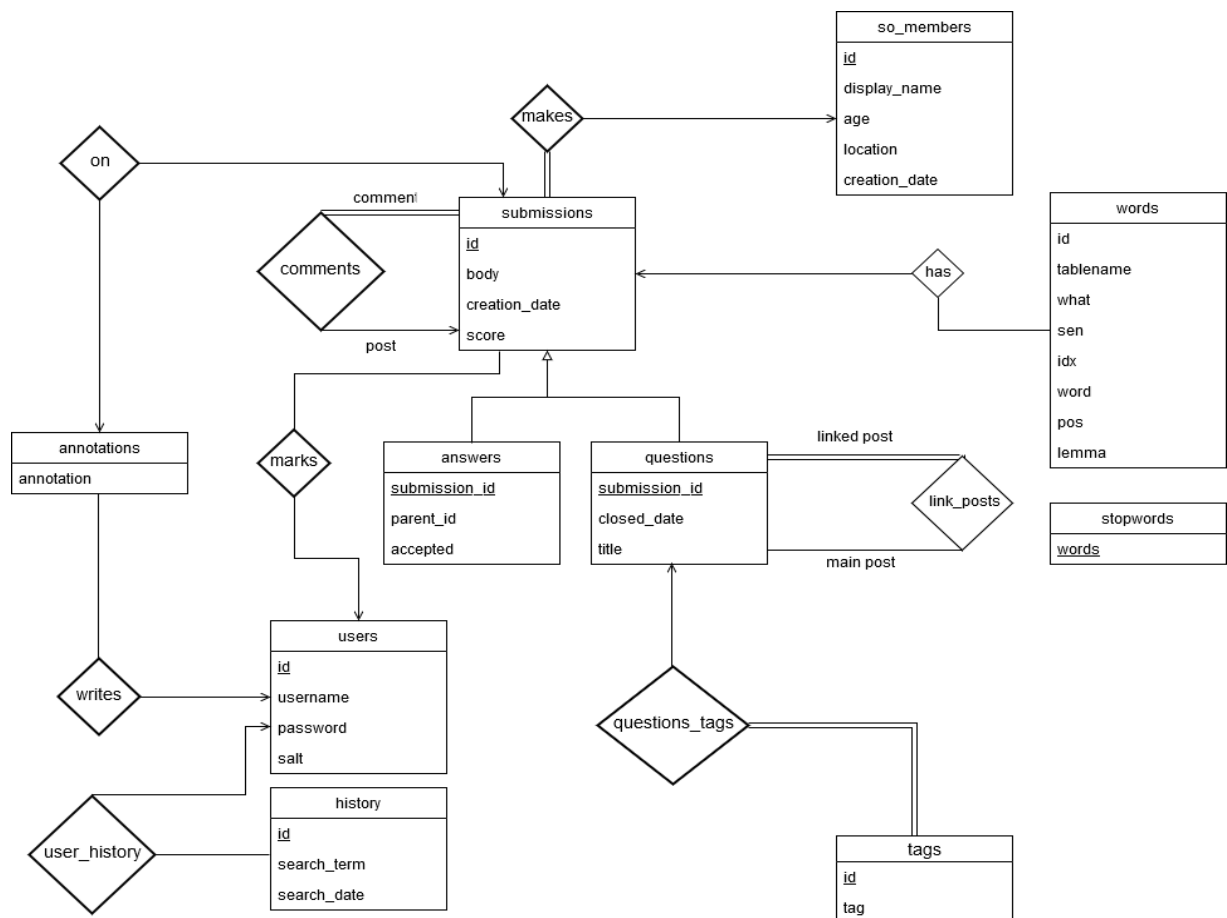 so_members
id
display_name
age
location
creation_date
makes
on
comment
submissions
id
body
creation_date
score
comments
post
has
words
id
tablename
what
sen
idx
word
pos
lemma
annotations
annotation
marks
answers
submission_id
parent_id
accepted
questions
submission_id
closed_date
title
linked post
link_posts
main post
stopwords
words
users
id
username
password
salt
writes
questions_tags
history
id
search_term
search_date
user_history
tags
id
tag